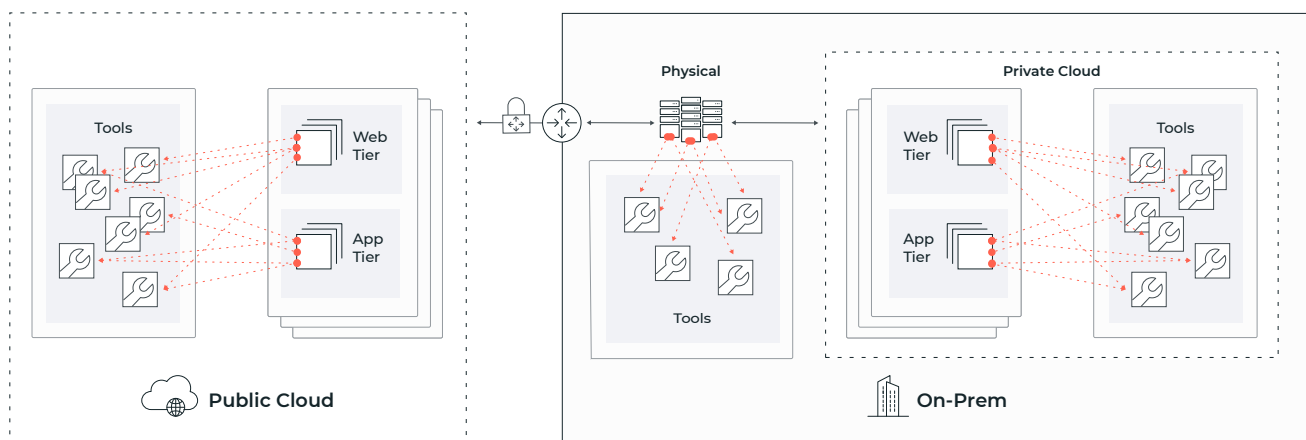 Tools
Web
Tier
App
Tier
Public Cloud
Physical
Tools
Private Cloud
Web
Tier
App
Tier
Tools
On-Prem